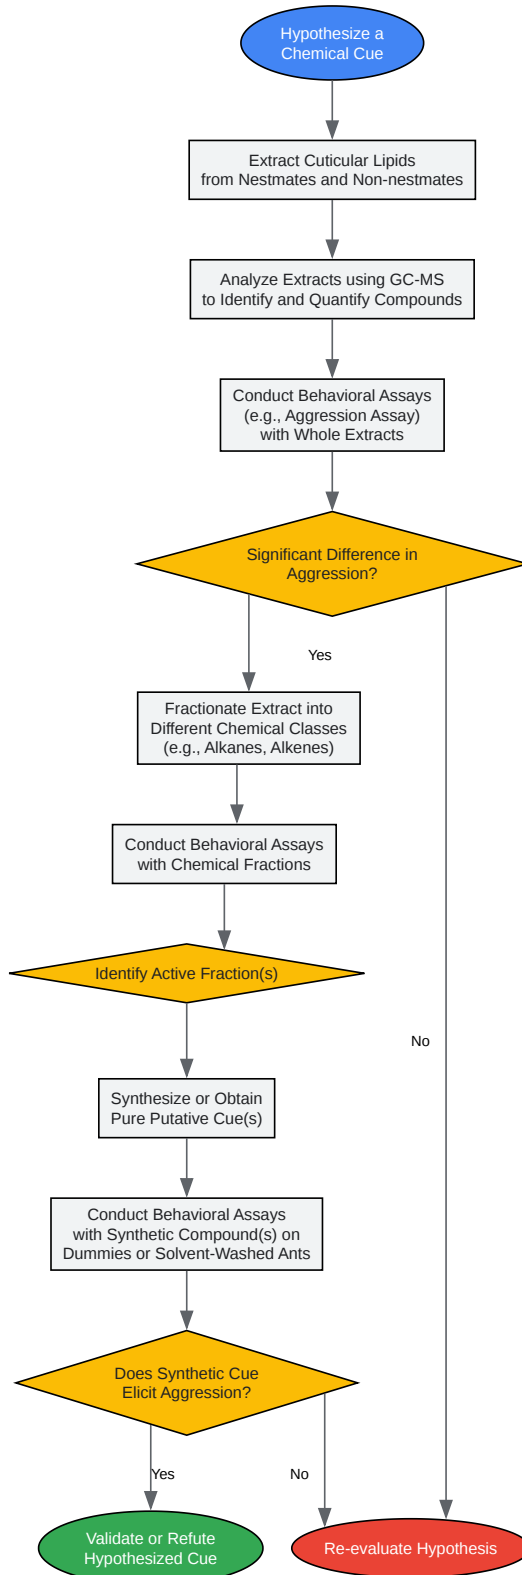 Hypothesize a
Chemical Cue
Extract Cuticular Lipids
from Nestmates and Non-nestmates
Analyze Extracts using GC-MS
to Identify and Quantify Compounds
Conduct Behavioral Assays
(e.g., Aggression Assay)
with Whole Extracts
Significant Difference in
Aggression?
Yes
Fractionate Extract into
Different Chemical Classes
(e.g., Alkanes, Alkenes)
Conduct Behavioral Assays
with Chemical Fractions
Identify Active Fraction(s)
No
Synthesize or Obtain
Pure Putative Cue(s)
Conduct Behavioral Assays
with Synthetic Compound(s) on
Dummies or Solvent-Washed Ants
Does Synthetic Cue
Elicit Aggression?
Yes
No
Validate or Refute
Hypothesized Cue
Re-evaluate Hypothesis